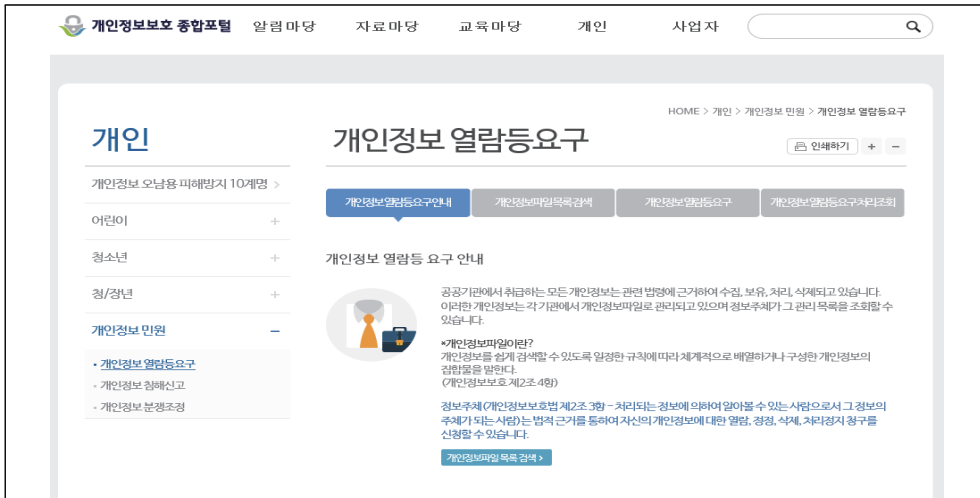 개인정보보호 종합포털 알림마당 자료마당 교육마당 개인 사업자
HOME > 개인 > 개인정보 민원 > 개인정보 열람등요구
개인
개인정보 열람등요구
인쇄하기 + -
개인정보 오남용 피해방지 10계명 >
어린이 +
청소년 +
청/장년 +
개인정보 민원 -
• 개인정보 열람등요구
• 개인정보 침해신고
• 개인정보 분쟁조정
개인정보열람등요구안내 개인정보파일목록검색 개인정보열람등요구 개인정보열람등요구처리조회
개인정보 열람등 요구 안내
공공기관에서 취급하는 모든 개인정보는 관련 법령에 근거하여 수집, 보유, 처리, 삭제되고 있습니다.
이러한 개인정보는 각 기관에서 개인정보파일로 관리되고 있으며 정보주체가 그 관리 목록을 조회할 수
있습니다.
*개인정보파일이란?
개인정보를 쉽게 검색할 수 있도록 일정한 규칙에 따라 체계적으로 배열하거나 구성한 개인정보의
집합물을 말한다.
(개인정보보호 제2조 4항)
정보주체(개인정보보호법 제2조 3항 - 처리되는 정보에 의하여 알아볼 수 있는 사람으로서 그 정보의
주체가 되는 사람)는 법적 근거를 통하여 자신의 개인정보에 대한 열람, 정정, 삭제, 처리정지 청구를
신청할 수 있습니다.
개인정보파일 목록 검색 >